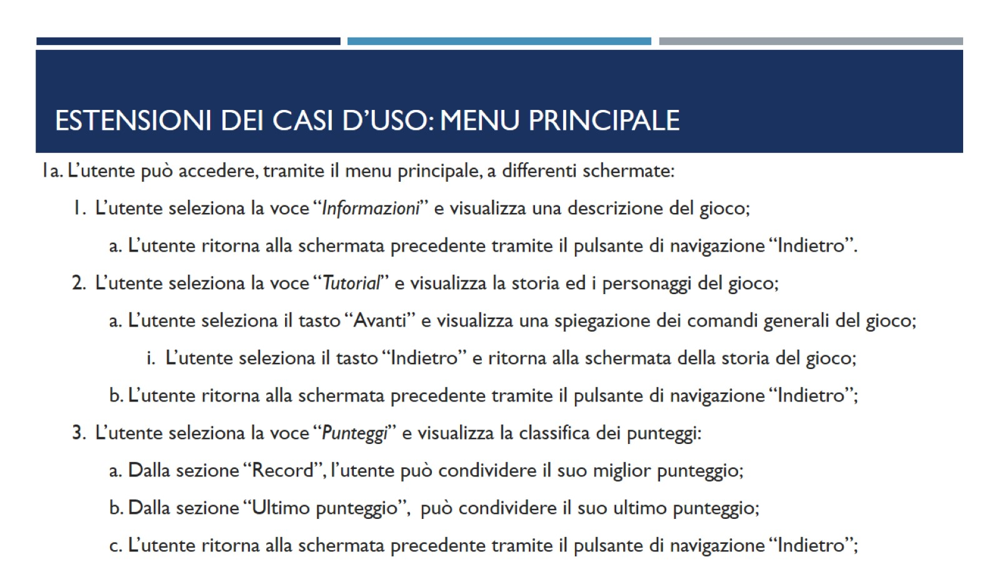 ESTENSIONI DEI CASI D’USO: MENU PRINCIPALE
1a. L’utente può accedere, tramite il menu principale, a differenti schermate:
1. L’utente seleziona la voce “Informazioni” e visualizza una descrizione del gioco;
a. L’utente ritorna alla schermata precedente tramite il pulsante di navigazione “Indietro”.
2. L’utente seleziona la voce “Tutorial” e visualizza la storia ed i personaggi del gioco;
a. L’utente seleziona il tasto “Avanti” e visualizza una spiegazione dei comandi generali del gioco;
i. L’utente seleziona il tasto “Indietro” e ritorna alla schermata della storia del gioco;
b. L’utente ritorna alla schermata precedente tramite il pulsante di navigazione “Indietro”;
3. L’utente seleziona la voce “Punteggi” e visualizza la classifica dei punteggi:
a. Dalla sezione “Record”, l’utente può condividere il suo miglior punteggio;
b. Dalla sezione “Ultimo punteggio”, può condividere il suo ultimo punteggio;
c. L’utente ritorna alla schermata precedente tramite il pulsante di navigazione “Indietro”;